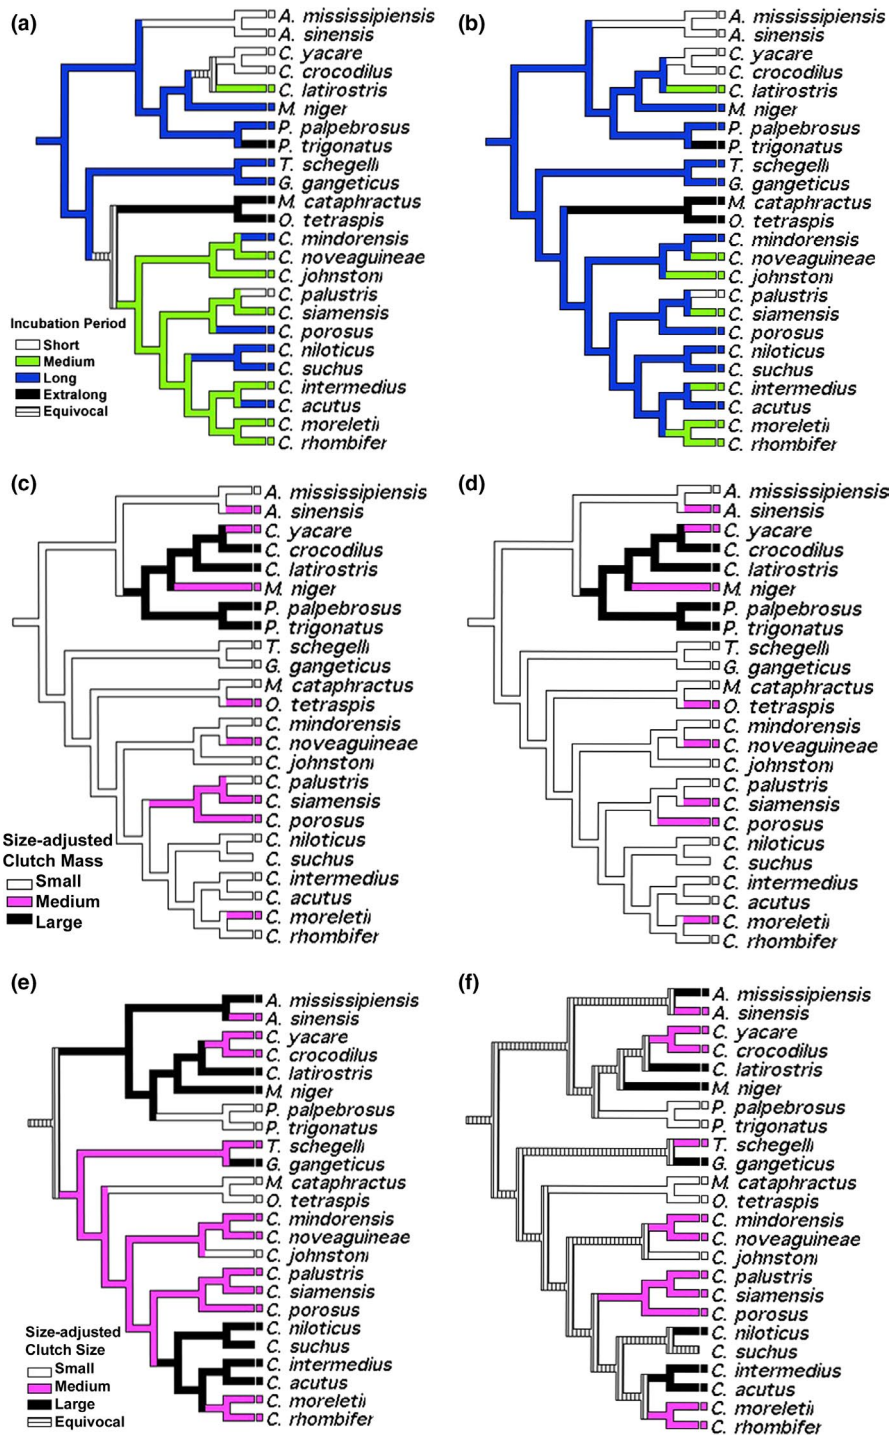 (a)
A. mississipiensis
A. sinensis
C. yacare
C. crocodilus
C. latirostris
M. niger
P. palpebrosus
P. trigonatus
T. schegelli
G. gangeticus
M. cataphractus
O. tetraspis
C. mindorensis
C. noveaguineae
C. johnstoni
C. palustris
C. siamensis
C. porosus
C. niloticus
C. suchus
C. intermedius
C. acutus
C. moreletii
C. rhombifer
Incubation Period
Short
Medium
Long
Extralong
Equivocal
(b)
A. mississipiensis
A. sinensis
C. yacare
C. crocodilus
C. latirostris
M. niger
P. palpebrosus
P. trigonatus
T. schegelli
G. gangeticus
M. cataphractus
O. tetraspis
C. mindorensis
C. noveaguineae
C. johnstoni
C. palustris
C. siamensis
C. porosus
C. niloticus
C. suchus
C. intermedius
C. acutus
C. moreletii
C. rhombifer
(c)
A. mississipiensis
A. sinensis
C. yacare
C. crocodilus
C. latirostris
M. niger
P. palpebrosus
P. trigonatus
T. schegelli
G. gangeticus
M. cataphractus
O. tetraspis
C. mindorensis
C. noveaguineae
C. johnstoni
C. palustris
C. siamensis
C. porosus
C. niloticus
C. suchus
C. intermedius
C. acutus
C. moreletii
C. rhombifer
Size-adjusted
Clutch Mass
Small
Medium
Large
(d)
A. mississipiensis
A. sinensis
C. yacare
C. crocodilus
C. latirostris
M. niger
P. palpebrosus
P. trigonatus
T. schegelli
G. gangeticus
M. cataphractus
O. tetraspis
C. mindorensis
C. noveaguineae
C. johnstoni
C. palustris
C. siamensis
C. porosus
C. niloticus
C. suchus
C. intermedius
C. acutus
C. moreletii
C. rhombifer
(e)
A. mississipiensis
A. sinensis
C. yacare
C. crocodilus
C. latirostris
M. niger
P. palpebrosus
P. trigonatus
T. schegelli
G. gangeticus
M. cataphractus
O. tetraspis
C. mindorensis
C. noveaguineae
C. johnstoni
C. palustris
C. siamensis
C. porosus
C. niloticus
C. suchus
C. intermedius
C. acutus
C. moreletii
C. rhombifer
Size-adjusted
Clutch Size
Small
Medium
Large
Equivocal
(f)
A. mississipiensis
A. sinensis
C. yacare
C. crocodilus
C. latirostris
M. niger
P. palpebrosus
P. trigonatus
T. schegelli
G. gangeticus
M. cataphractus
O. tetraspis
C. mindorensis
C. noveaguineae
C. johnstoni
C. palustris
C. siamensis
C. porosus
C. niloticus
C. suchus
C. intermedius
C. acutus
C. moreletii
C. rhombifer